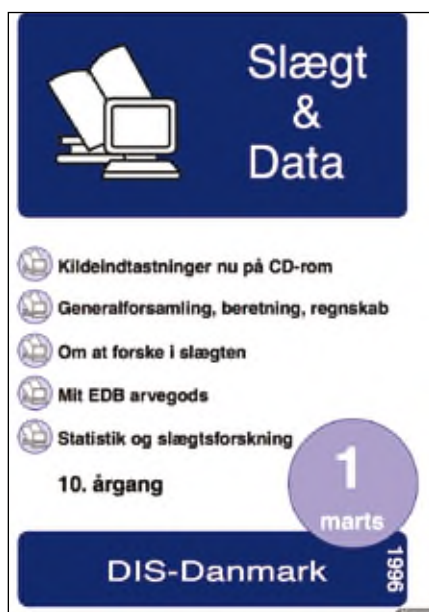 Slægt
&
Data
Kildeindtastninger nu på CD-rom
Generalforsamling, beretning, regnskab
Om at forske i slægten
Mit EDB arvegods
Statistik og slægtsforskning
10. årgang
1
marts
DIS-Danmark
1996